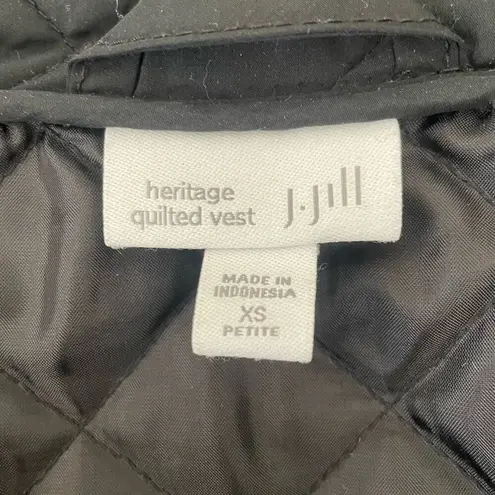 heritage
quilted vest J.Jill
MADE IN
INDONESIA
XS
PETITE